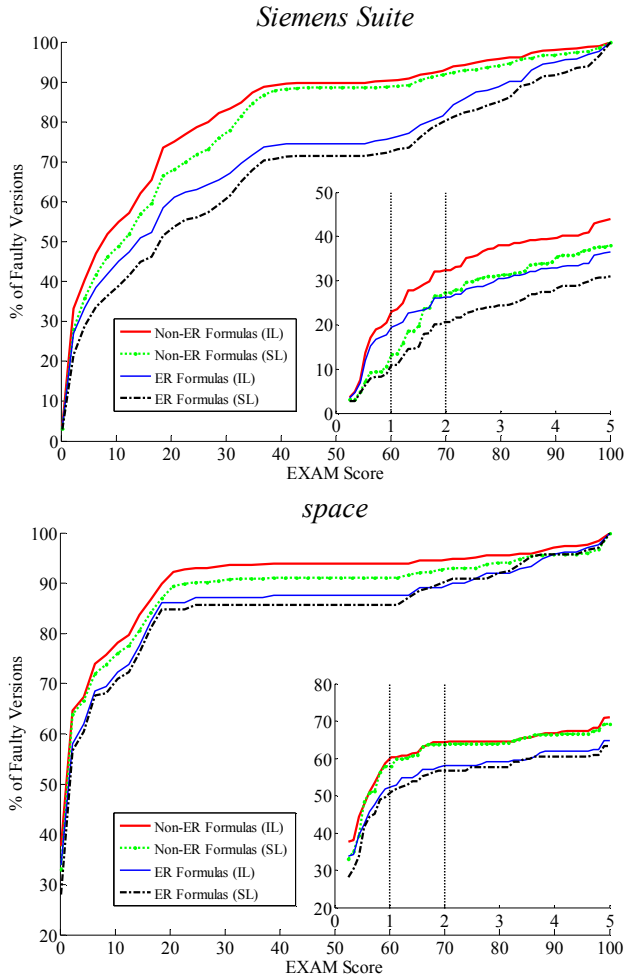 Siemens Suite
100
90
80
70
60
50
40
30
20
10
0
% of Faulty Versions
50
40
30
20
10
0
0 1 2 3 4 5
Non-ER Formulas (IL)
Non-ER Formulas (SL)
ER Formulas (IL)
ER Formulas (SL)
0 10 20 30 40 50 60 70 80 90 100
EXAM Score
space
100
90
80
70
60
50
40
30
20
% of Faulty Versions
80
70
60
50
40
30
20
0 1 2 3 4 5
Non-ER Formulas (IL)
Non-ER Formulas (SL)
ER Formulas (IL)
ER Formulas (SL)
0 10 20 30 40 50 60 70 80 90 100
EXAM Score